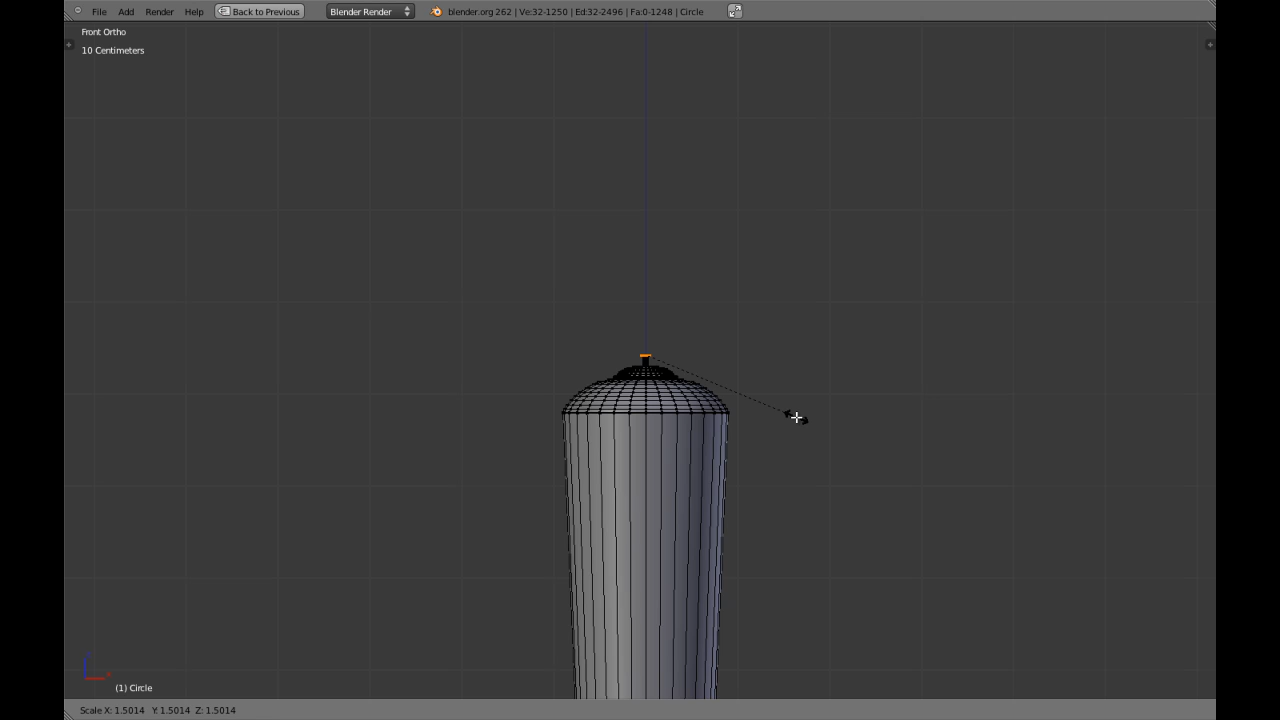 File Add Render Help Back to Previous Blender Render blender.org 262 | Ve:32-1250 | Ed:32-2496 | Fa:0-1248 | Circle
Front Ortho
10 Centimeters
(1) Circle
Scale X: 1.5014 Y: 1.5014 Z: 1.5014